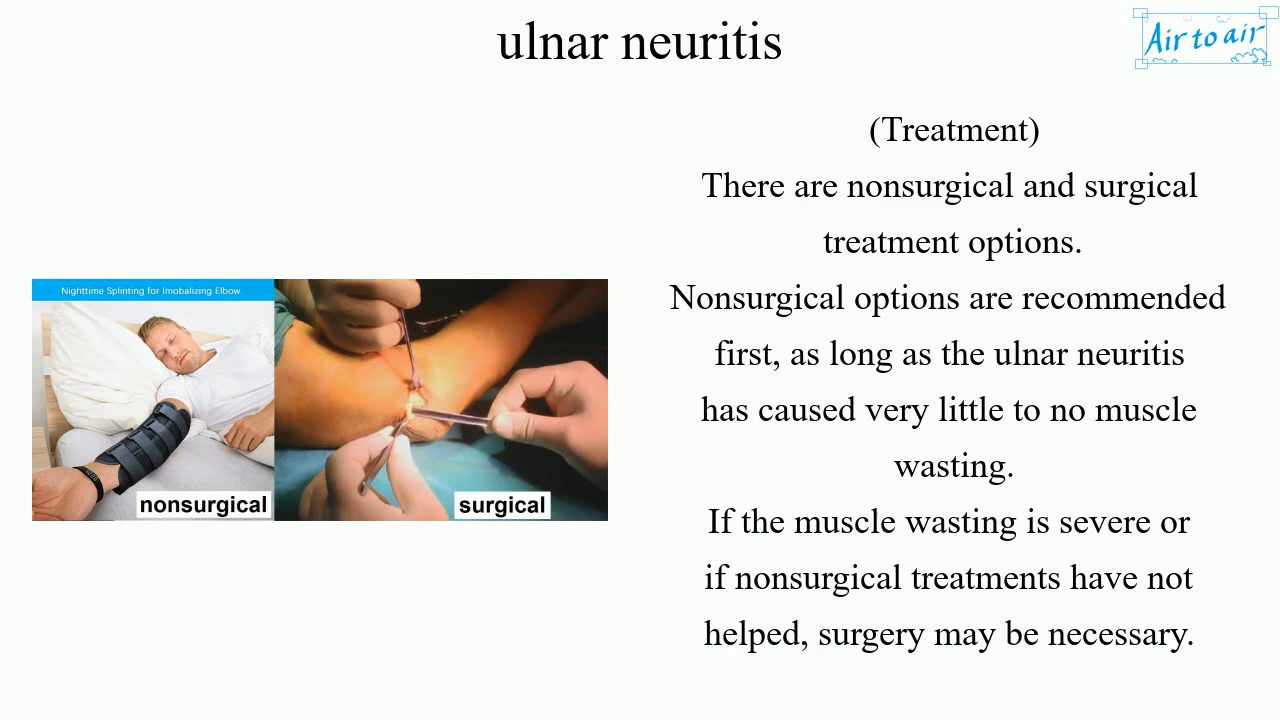 ulnar neuritis
Air to air
(Treatment)
There are nonsurgical and surgical
treatment options.
Nonsurgical options are recommended
first, as long as the ulnar neuritis
has caused very little to no muscle
wasting.
If the muscle wasting is severe or
if nonsurgical treatments have not
helped, surgery may be necessary.
Nighttime Splinting for Imobalizing Elbow.
nonsurgical
surgical